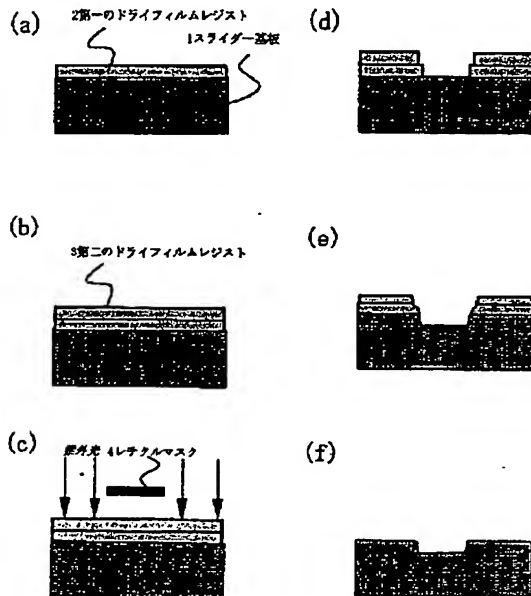 (a)
2第一のドライフィルムレジスト
1スライダー基板
(b)
3第二のドライフィルムレジスト
(c)
紫外光 4レチクルマスク
(d)
(e)
(f)